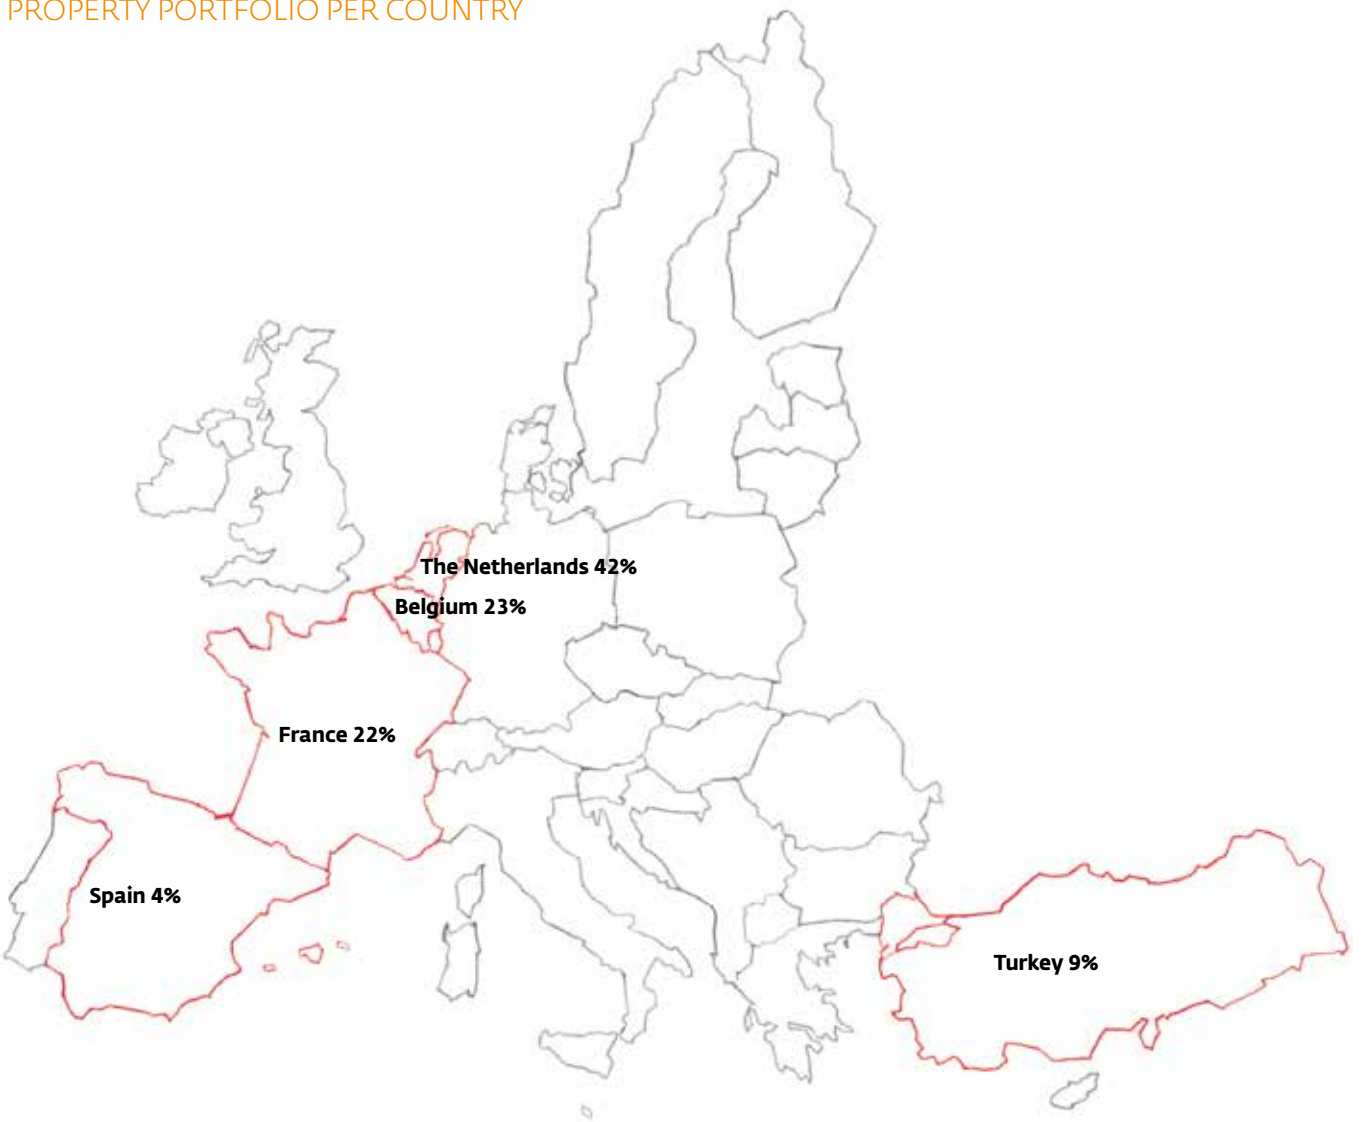 PROPERTY PORTFOLIO PER COUNTRY
The Netherlands 42%
Belgium 23%
France 22%
Spain 4%
Turkey 9%